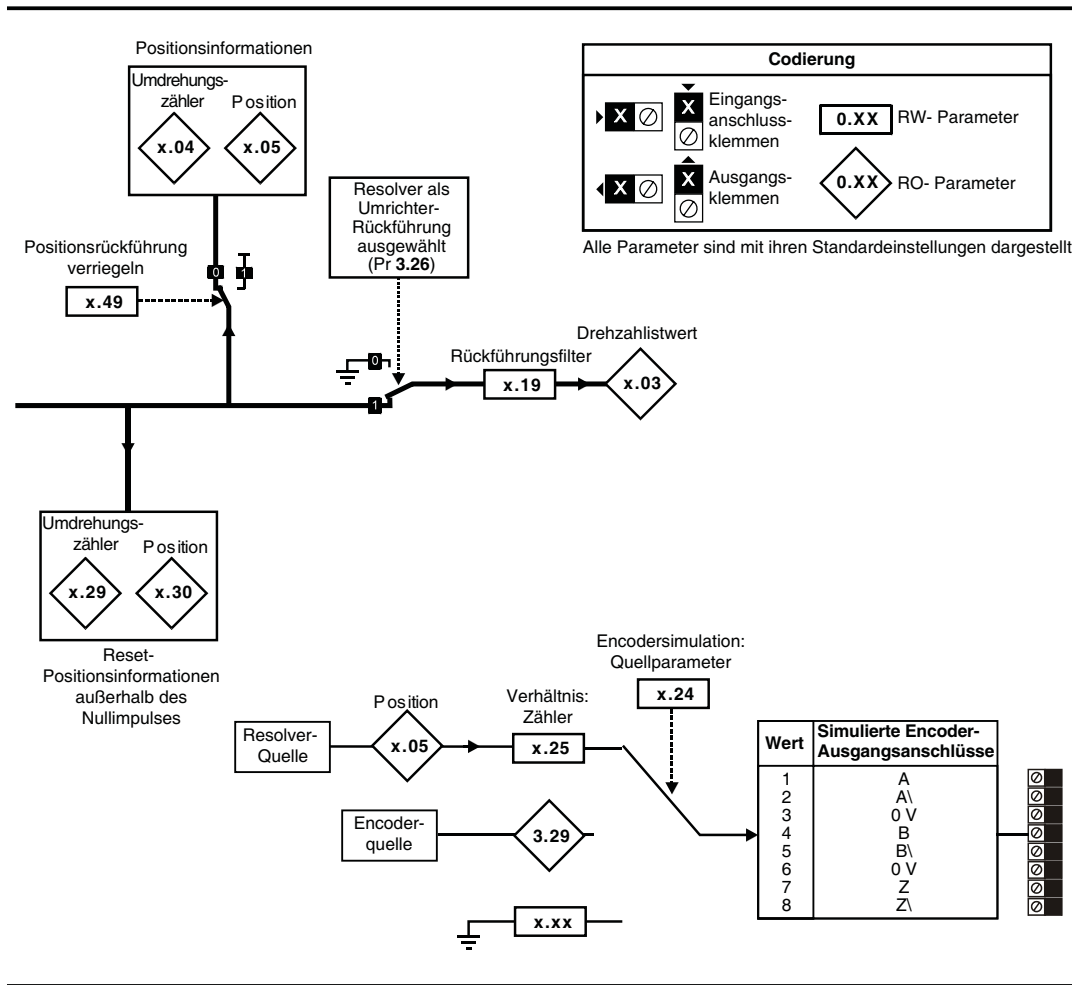 Positionsinformationen
Umdrehungs-
zähler
Position
x.04
x.05
Codierung
X
X
Eingangs-
anschluss-
klemmen
0.XX
RW- Parameter
X
X
Ausgangs-
klemmen
0.XX
RO- Parameter
Alle Parameter sind mit ihren Standardeinstellungen dargestellt
Resolver als
Umrichter-
Rückführung
ausgewählt
(Pr 3.26)
Positionsrückführung
verriegeln
x.49
0
1
0
1
Rückführungsfilter
x.19
Drehzahlistwert
x.03
Umdrehungs-
zähler
Position
x.29
x.30
Reset-
Positionsinformationen
außerhalb des
Nullimpulses
Encodersimulation:
Quellparameter
x.24
Resolver-
Quelle
Position
x.05
Verhältnis:
Zähler
x.25
Encoder-
quelle
3.29
x.xx
Wert Simulierte Encoder-
Ausgangsanschlüsse
1 A
2 A\
3 0 V
4 B
5 B\
6 0 V
7 Z
8 Z\